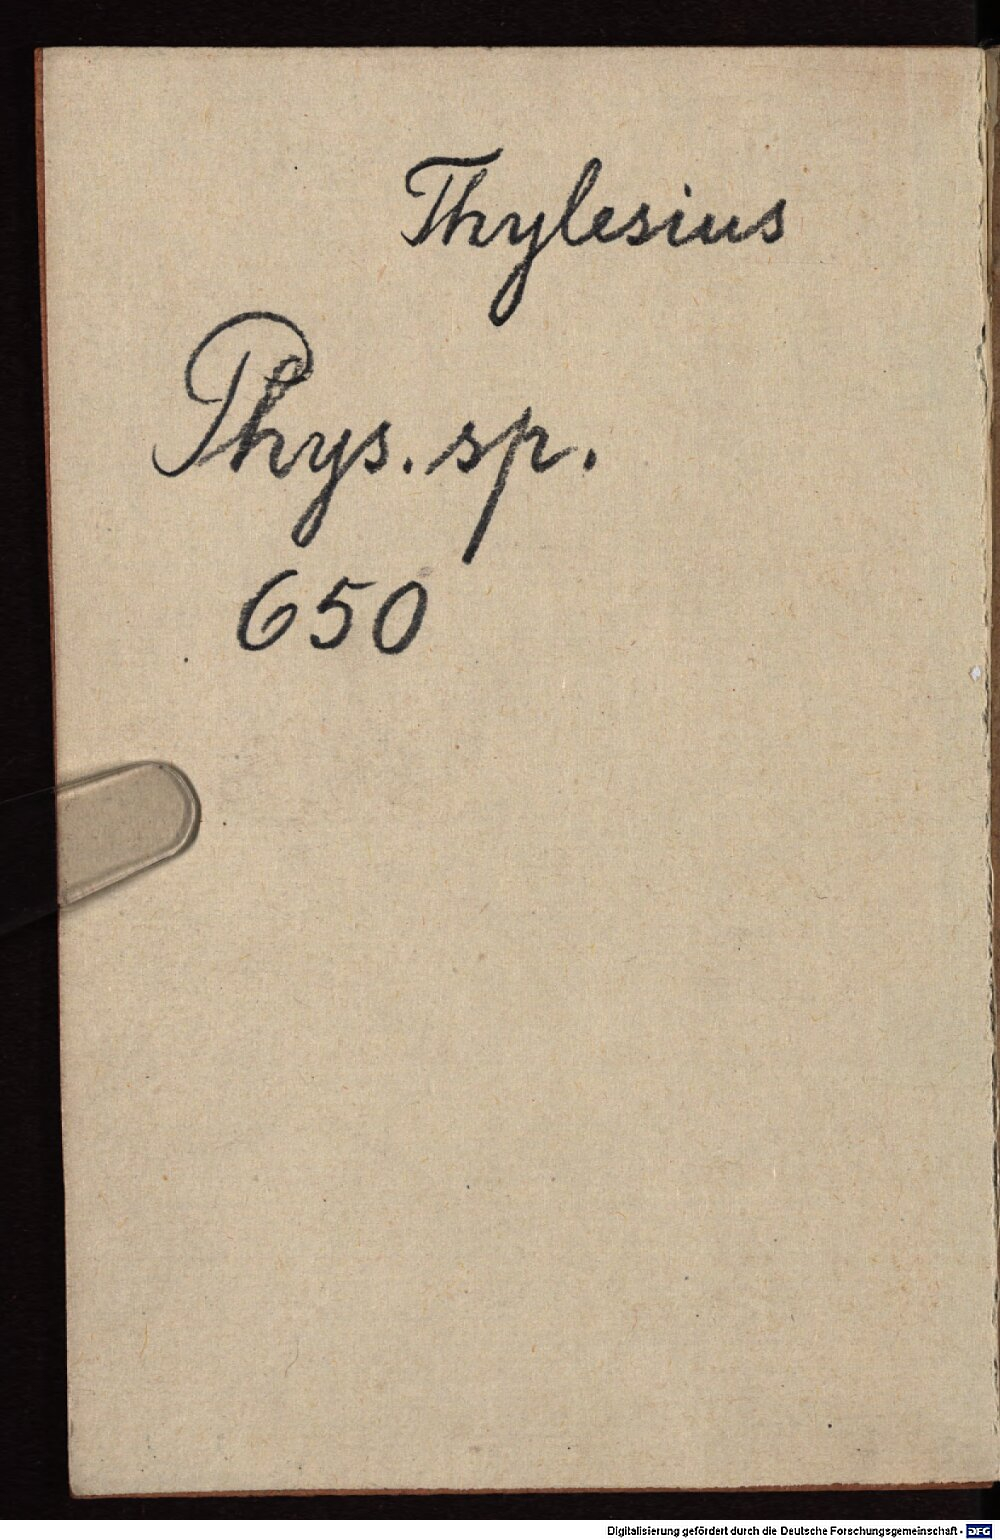 Thylesius
Phys. sp.
650
Digitalisierung gefördert durch die Deutsche Forschungsgemeinschaft - DFG